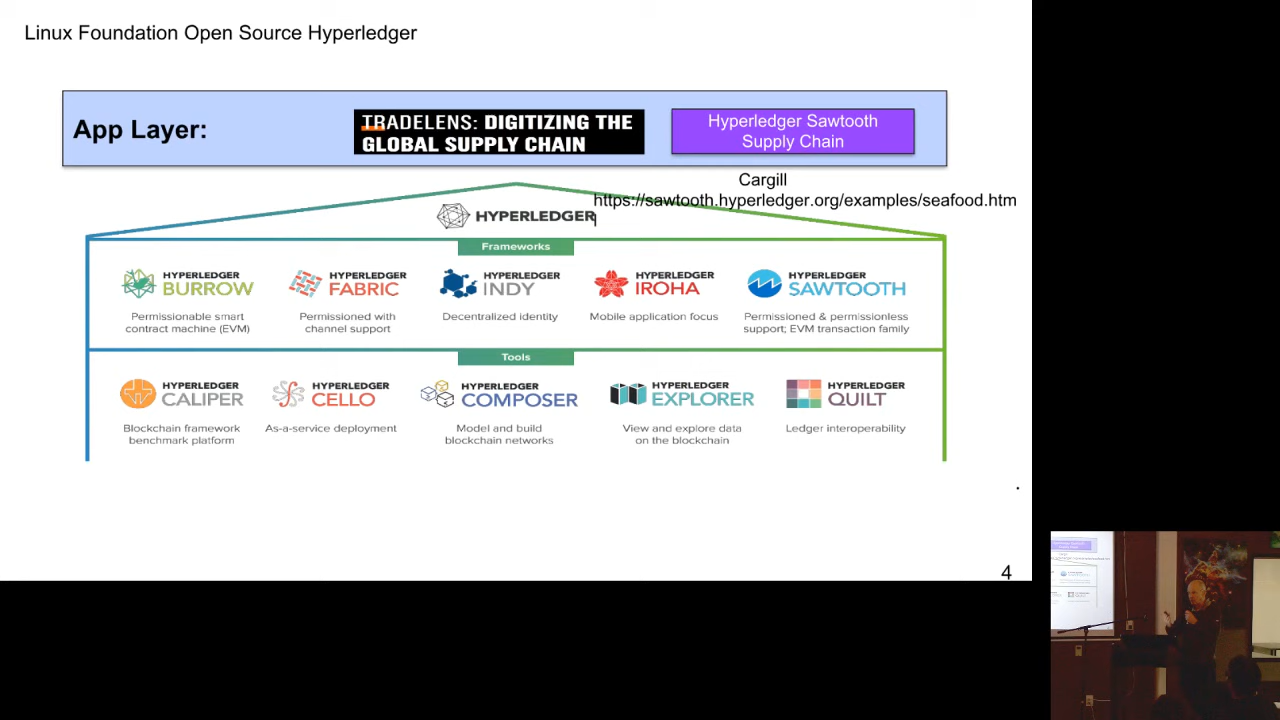 Linux Foundation Open Source Hyperledger
App Layer:
TRADELENS: DIGITIZING THE
GLOBAL SUPPLY CHAIN
Hyperledger Sawtooth
Supply Chain
Cargill
https://sawtooth.hyperledger.org/examples/seafood.htm
l
HYPERLEDGER
Frameworks
HYPERLEDGER
BURROW
Permissionable smart
contract machine (EVM)
HYPERLEDGER
FABRIC
Permissioned with
channel support
HYPERLEDGER
INDY
Decentralized identity
HYPERLEDGER
IROHA
Mobile application focus
HYPERLEDGER
SAWTOOTH
Permissioned & permissionless
support; EVM transaction family
Tools
HYPERLEDGER
CALIPER
Blockchain framework
benchmark platform
HYPERLEDGER
CELLO
As-a-service deployment
HYPERLEDGER
COMPOSER
Model and build
blockchain networks
HYPERLEDGER
EXPLORER
View and explore data
on the blockchain
HYPERLEDGER
QUILT
Ledger interoperability
.
4